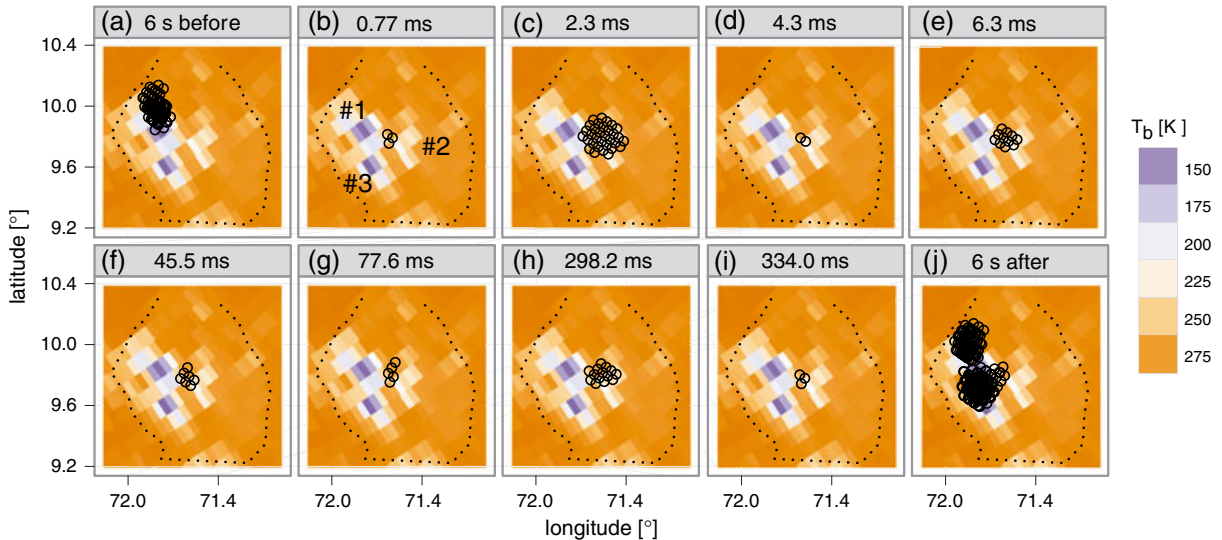 (a) 6 s before
(b) 0.77 ms
(c) 2.3 ms
(d) 4.3 ms
(e) 6.3 ms
10.4
10.0
9.6
9.2
#1
#2
#3
T_b [K]
150
175
200
225
250
275
latitude [°]
(f) 45.5 ms
(g) 77.6 ms
(h) 298.2 ms
(i) 334.0 ms
(j) 6 s after
10.4
10.0
9.6
9.2
72.0 71.4
72.0 71.4
72.0 71.4
72.0 71.4
72.0 71.4
longitude [°]